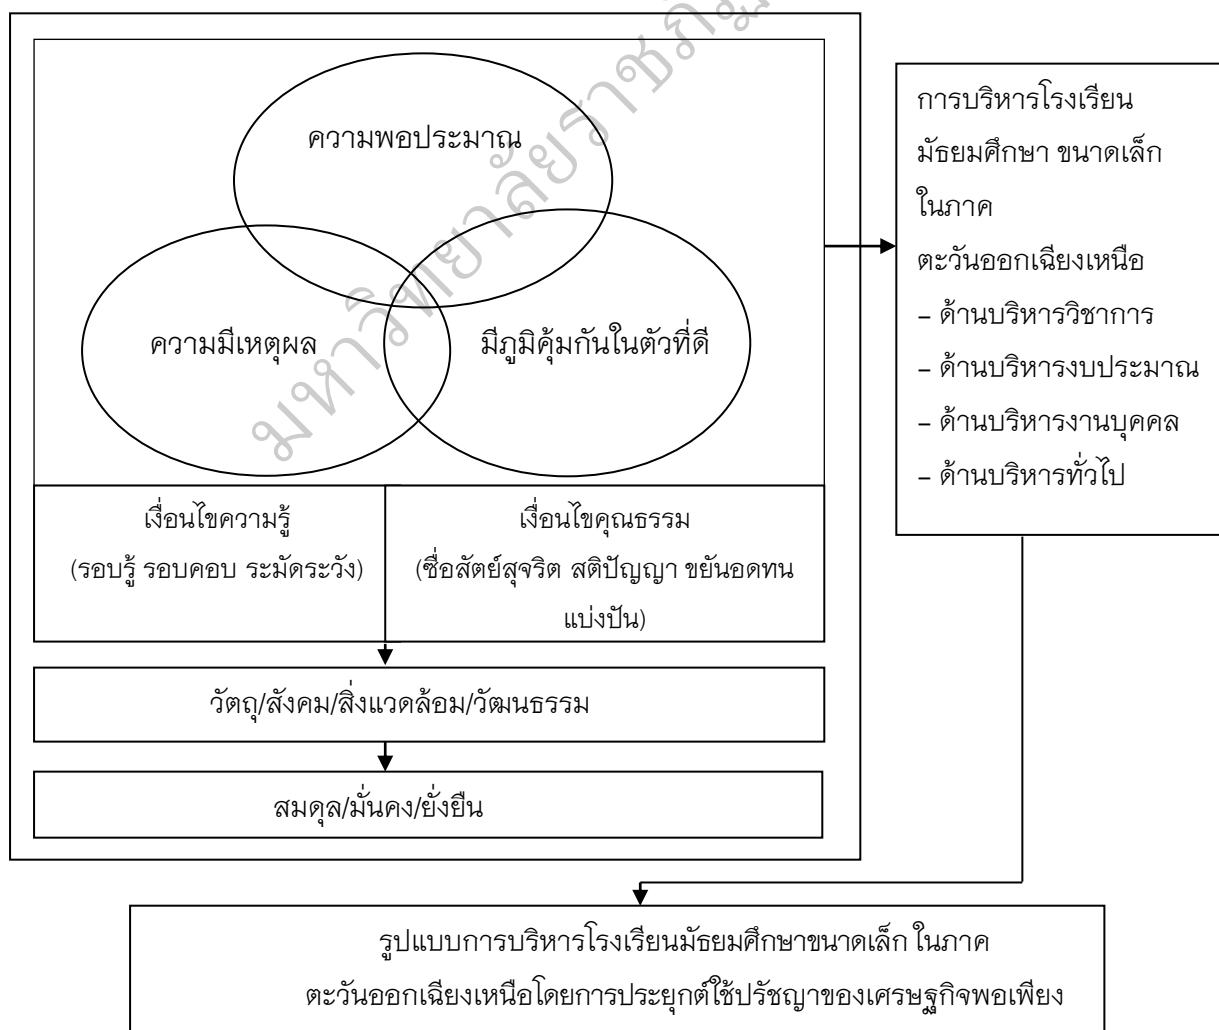 ความพอประมาณ
ความมีเหตุผล
มีภูมิคุ้มกันในตัวที่ดี
เงื่อนไขความรู้
(รอบรู้ รอบคอบ ระมัดระวัง)
เงื่อนไขคุณธรรม
(ซื่อสัตย์สุจริต สติปัญญา ขยันอดทน
แบ่งปัน)
วัตถุ/สังคม/สิ่งแวดล้อม/วัฒนธรรม
สมดุล/มั่นคง/ยั่งยืน
การบริหารโรงเรียน
มัธยมศึกษา ขนาดเล็ก
ในภาค
ตะวันออกเฉียงเหนือ
– ด้านบริหารวิชาการ
– ด้านบริหารงบประมาณ
– ด้านบริหารงานบุคคล
– ด้านบริหารทั่วไป
รูปแบบการบริหารโรงเรียนมัธยมศึกษาขนาดเล็ก ในภาค
ตะวันออกเฉียงเหนือโดยการประยุกต์ใช้ปรัชญาของเศรษฐกิจพอเพียง
มหาวิทยาลัยราชภัฏ